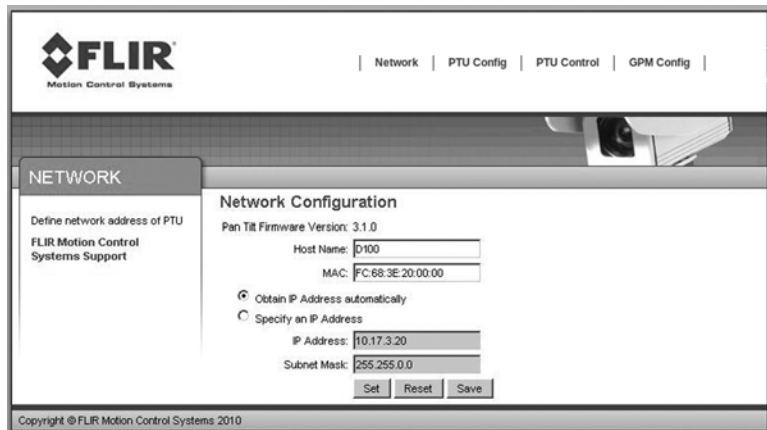 FLIR
Motion Control Systems
| Network | PTU Config | PTU Control | GPM Config |
NETWORK
Define network address of PTU
FLIR Motion Control
Systems Support
Network Configuration
Pan Tilt Firmware Version: 3.1.0
Host Name: D100
MAC: FC:68:3E:20:00:00
Obtain IP Address automatically
Specify an IP Address
IP Address: 10.17.3.20
Subnet Mask: 255.255.0.0
Set Reset Save
Copyright © FLIR Motion Control Systems 2010